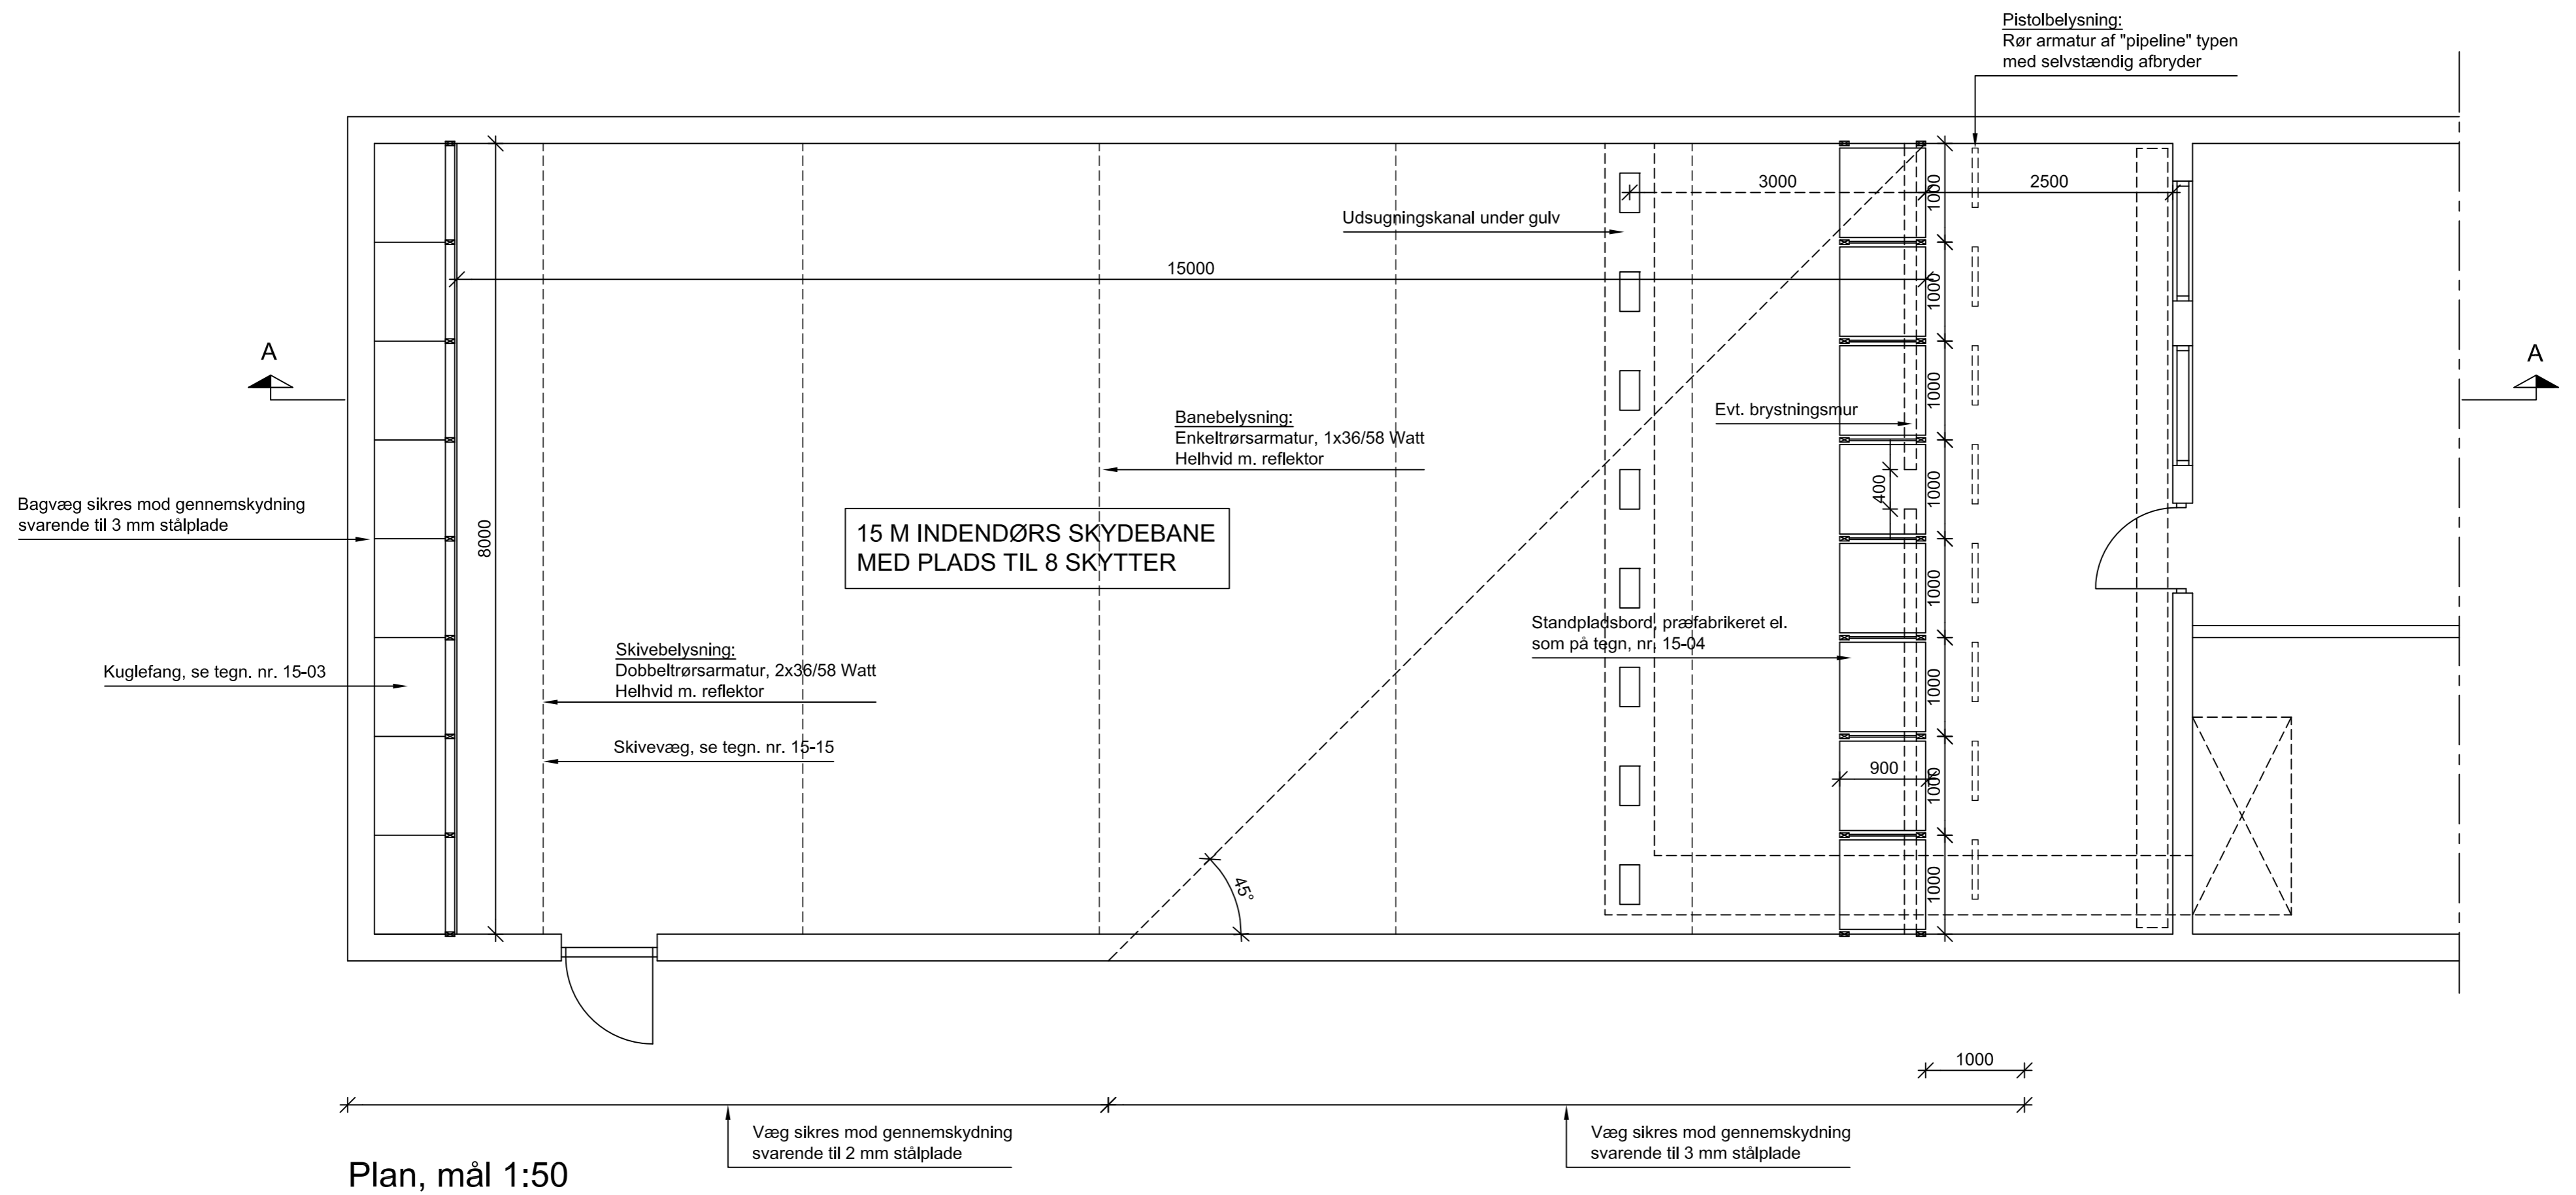 Pistolbelysning:
Rør armatur af "pipeline" typen
med selvstændig afbryder
3000
2500
1000
Udsugningskanal under gulv
15000
1000
A
A
1000
Banebelysning:
Enkeltrørsarmatur, 1x36/58 Watt
Helhvid m. reflektor
Evt. brystningsmur
400
1000
Bagvæg sikres mod gennemskydning
svarende til 3 mm stålplade
8000
15 M INDENDØRS SKYDEBANE
MED PLADS TIL 8 SKYTTER
1000
Standpladsbord, præfabrikeret el.
som på tegn, nr. 15-04
Kuglefang, se tegn. nr. 15-03
Skivebelysning:
Dobbeltrørsarmatur, 2x36/58 Watt
Helhvid m. reflektor
1000
Skivevæg, se tegn. nr. 15-15
900
1000
45°
1000
1000
Væg sikres mod gennemskydning
svarende til 2 mm stålplade
Væg sikres mod gennemskydning
svarende til 3 mm stålplade
Plan, mål 1:50